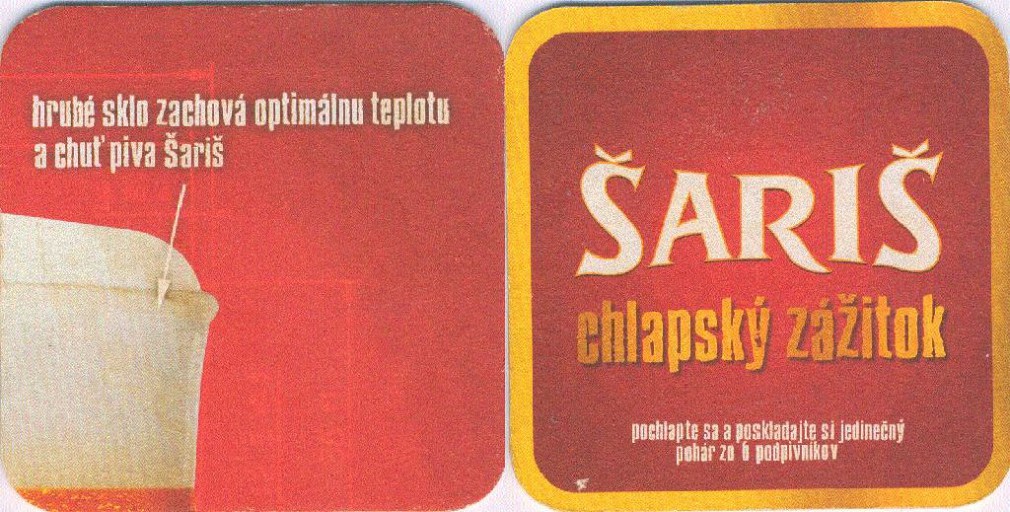 hrubé sklo zachová optimálnu teplotu
a chuť piva Šariš
ŠARIŠ
chlapský zážitok
pochlapte sa a poskladajte si jedinečný
pohár zo 6 podpivníkov